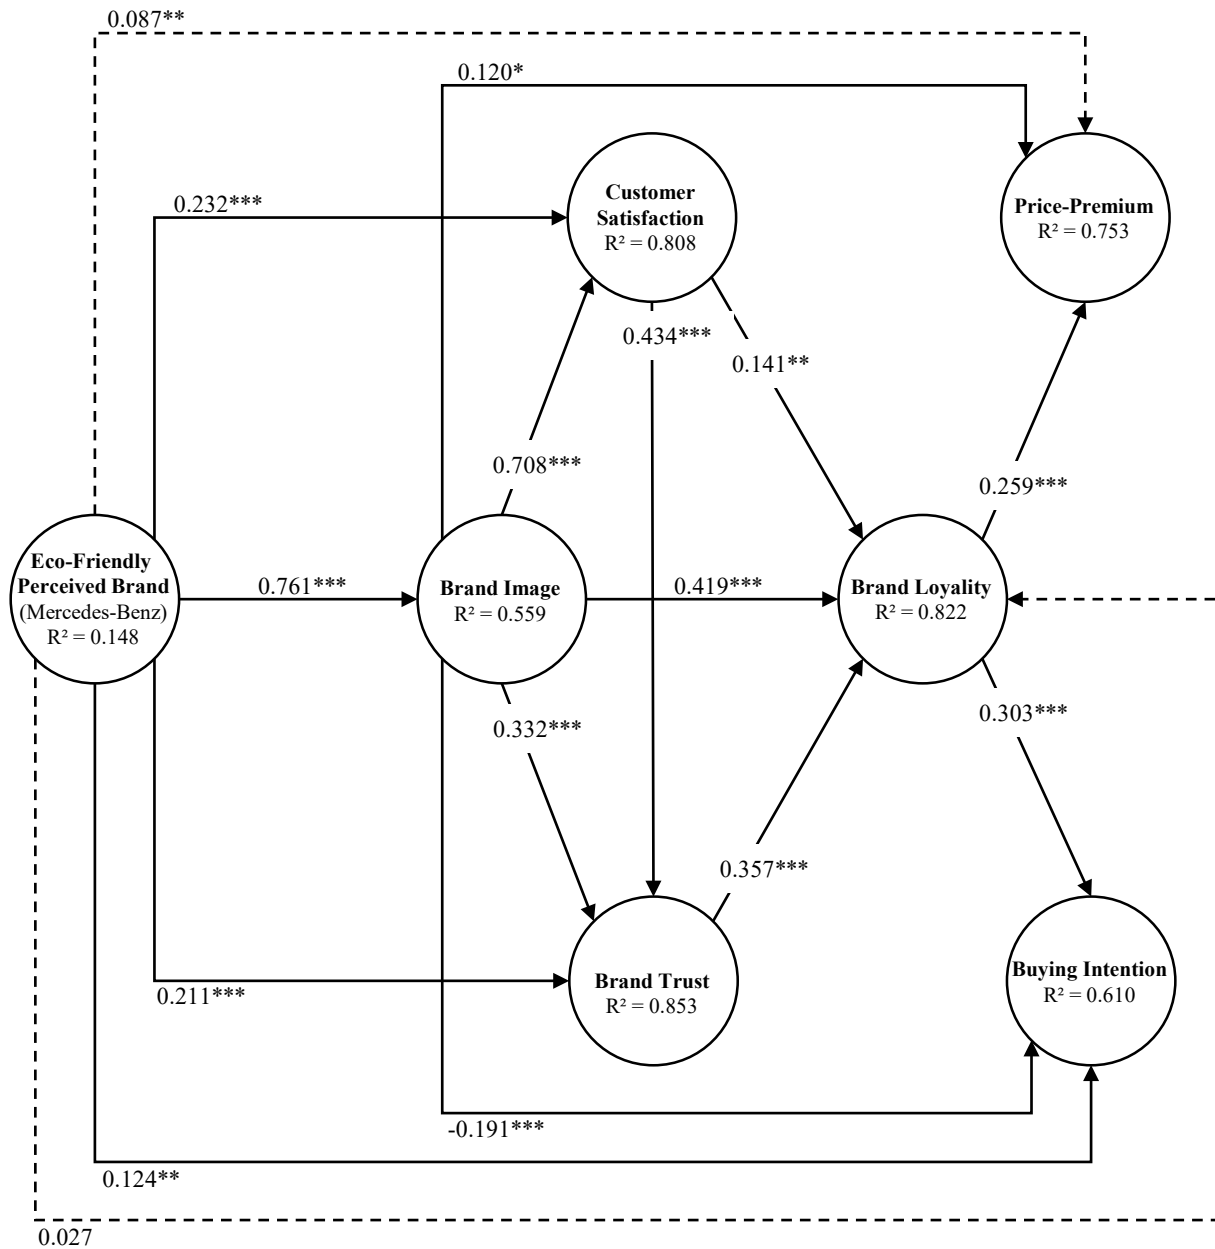 0.087**
0.120*
Customer
Satisfaction
R² = 0.808
Price-Premium
R² = 0.753
0.232***
0.434***
0.141**
0.708***
0.259***
Eco-Friendly
Perceived Brand
(Mercedes-Benz)
R² = 0.148
0.761***
Brand Image
R² = 0.559
0.419***
Brand Loyality
R² = 0.822
0.332***
0.303***
0.357***
0.211***
Brand Trust
R² = 0.853
Buying Intention
R² = 0.610
-0.191***
0.124**
0.027